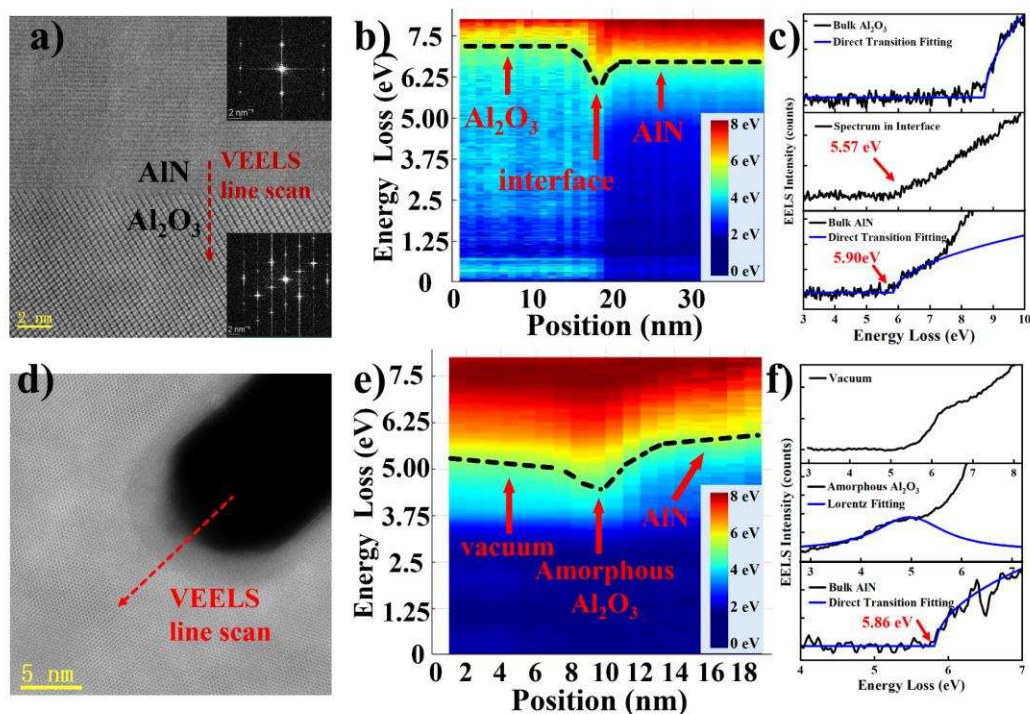 a)
2 nm⁻¹
AlN
VEELS
line scan
Al₂O₃
2 nm⁻¹
2 nm
b)
Energy Loss (eV)
7.5
6.25
5.00
3.75
2.5
1.25
0
Al₂O₃
AlN
interface
8 eV
6 eV
4 eV
2 eV
0 eV
0 10 20 30
Position (nm)
c)
EELS Intensity (counts)
Bulk Al₂O₃
Direct Transition Fitting
Spectrum in Interface
5.57 eV
Bulk AlN
Direct Transition Fitting
5.90eV
3 4 5 6 7 8 9 10
Energy Loss (eV)
d)
VEELS
line scan
5 nm
e)
Energy Loss (eV)
7.5
6.25
5.00
3.75
2.5
1.25
0
vacuum
Amorphous
Al₂O₃
AlN
8 eV
6 eV
4 eV
2 eV
0 eV
0 2 4 6 8 10 12 14 16 18
Position (nm)
f)
EELS Intensity (counts)
Vacuum
3 4 5 6 7 8
Amorphous Al₂O₃
Lorentz Fitting
3 4 5 6 7
Bulk AlN
Direct Transition Fitting
5.86 eV
4 5 6 7
Energy Loss (eV)